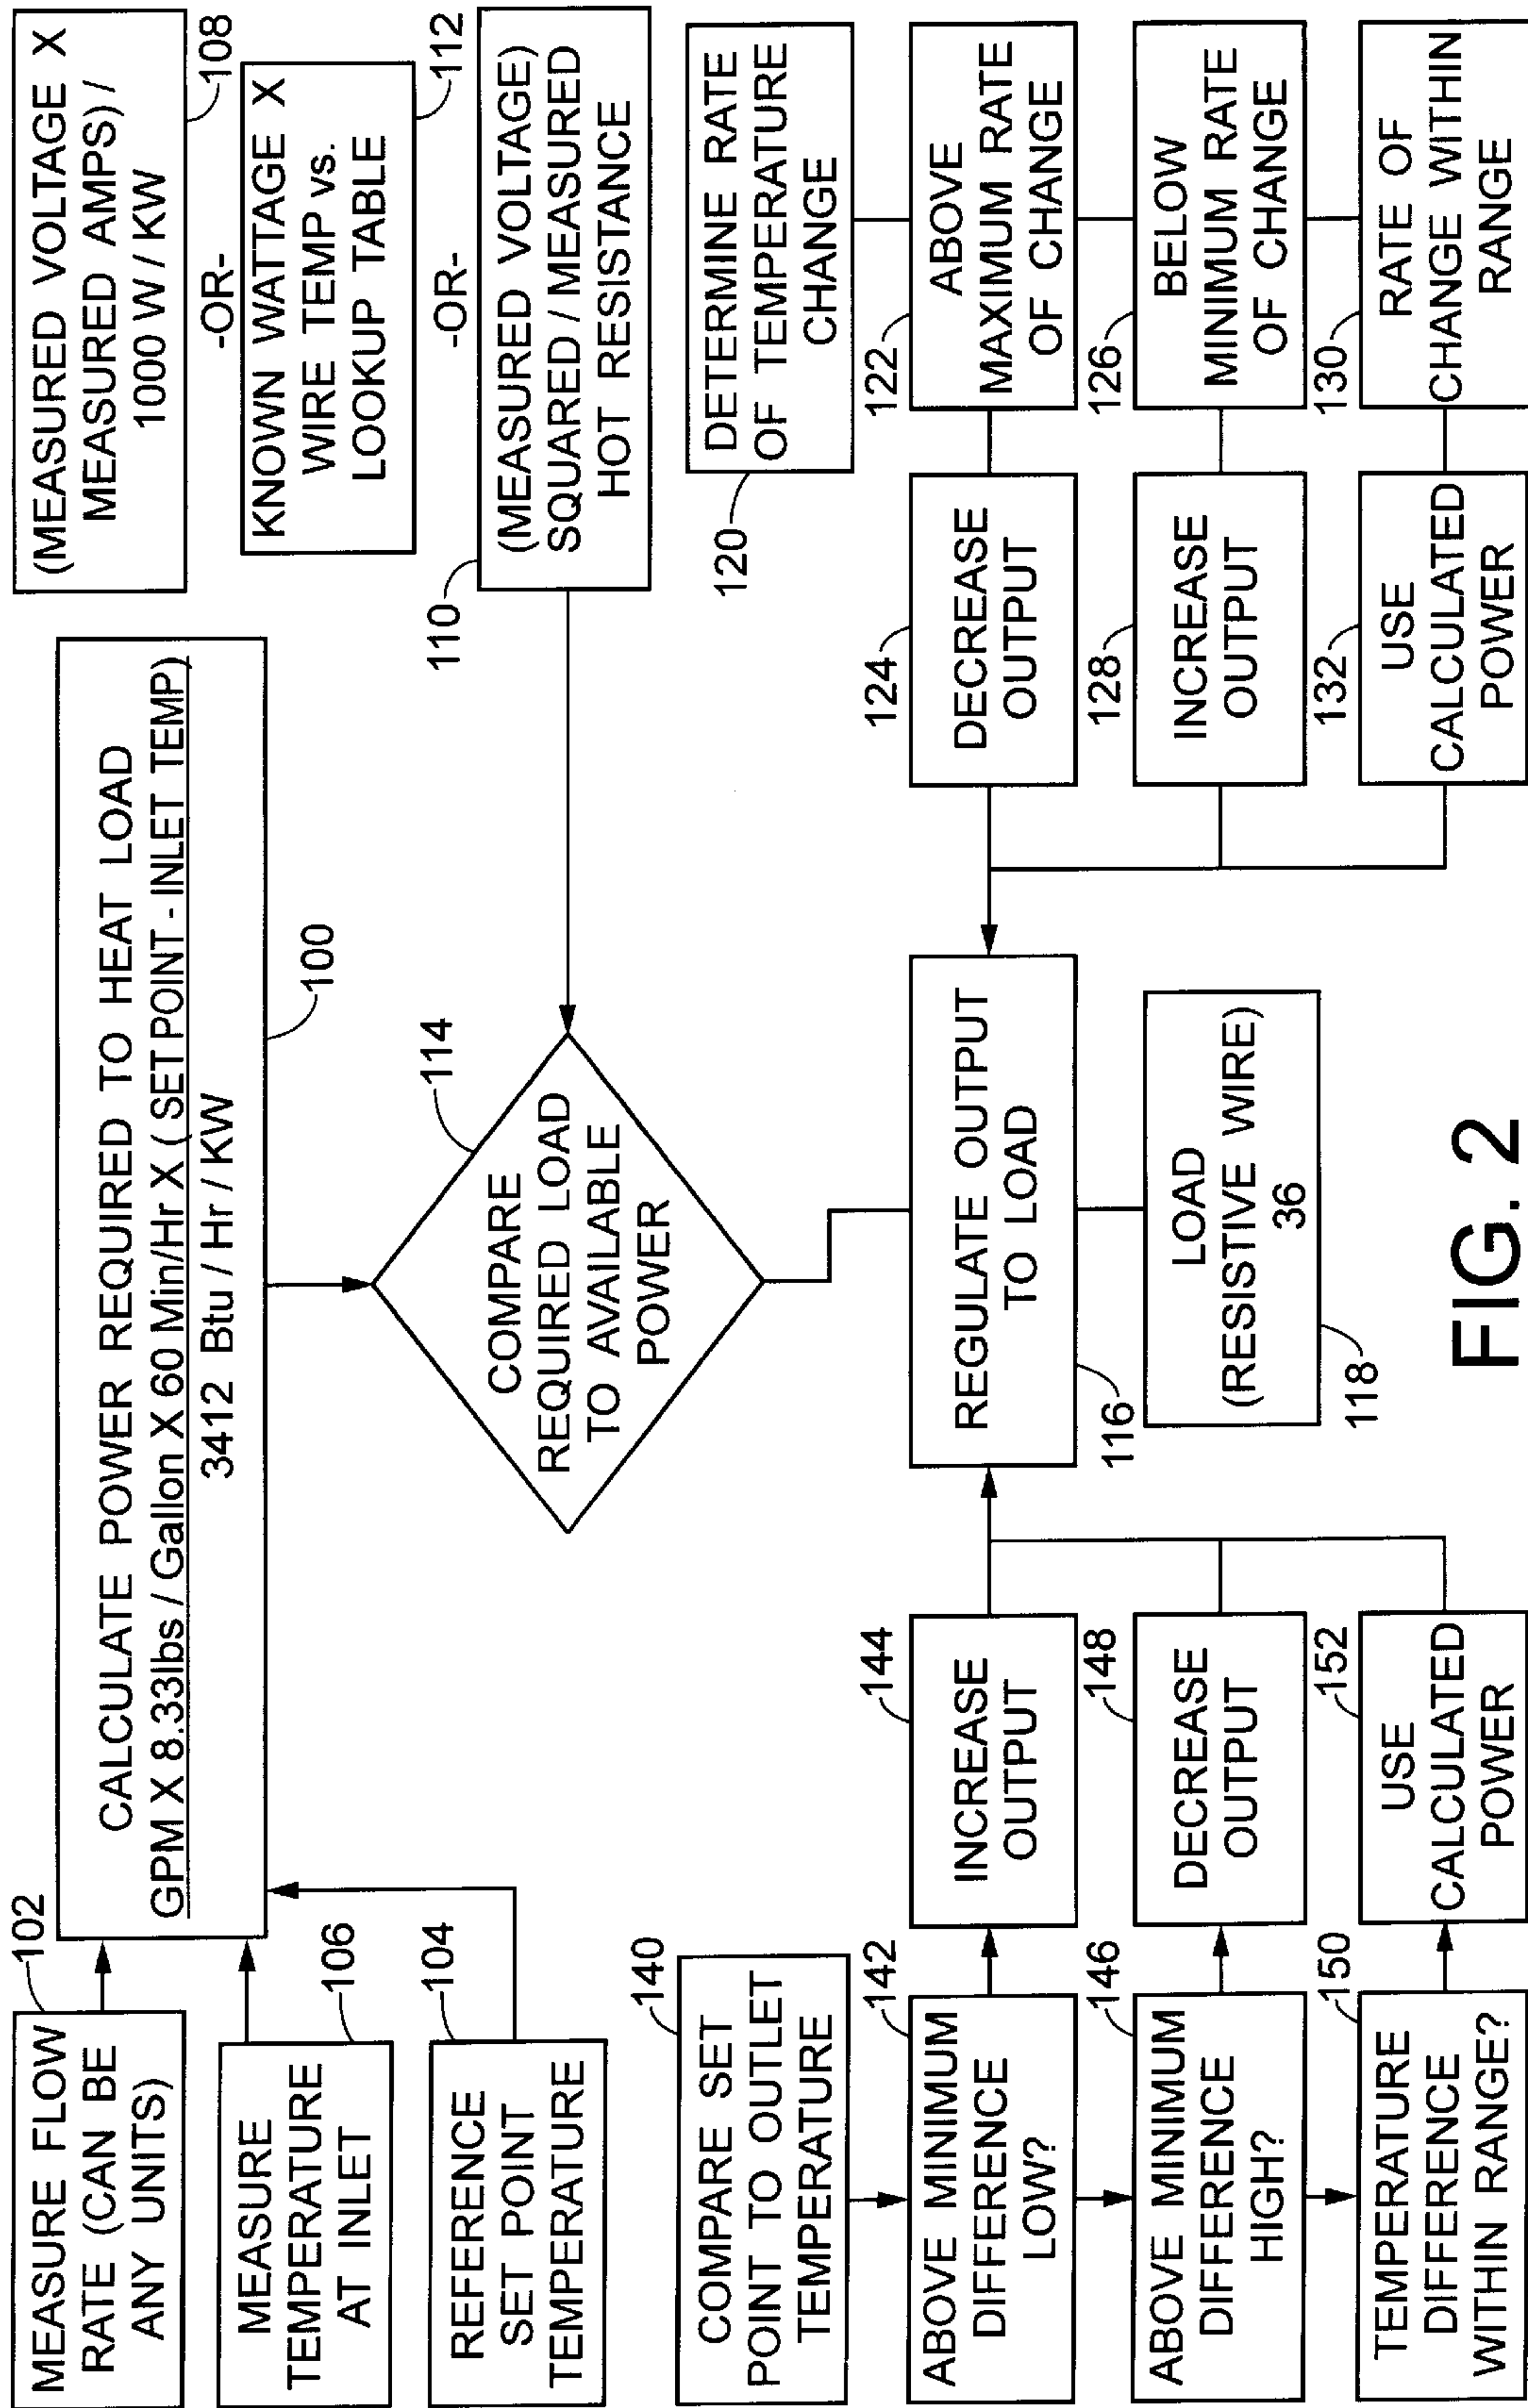 102
MEASURE FLOW
RATE (CAN BE
ANY UNITS)
MEASURE
TEMPERATURE
AT INLET
106
REFERENCE
SET POINT
TEMPERATURE
104
CALCULATE POWER REQUIRED TO HEAT LOAD
GPM X 8.33lbs / Gallon X 60 Min/Hr X ( SET POINT - INLET TEMP)
3412 Btu / Hr / KW
100
(MEASURED VOLTAGE X
MEASURED AMPS) /
1000 W / KW
108
-OR-
KNOWN WATTAGE X
WIRE TEMP vs.
LOOKUP TABLE
112
-OR-
110
(MEASURED VOLTAGE)
SQUARED / MEASURED
HOT RESISTANCE
114
COMPARE
REQUIRED LOAD
TO AVAILABLE
POWER
140
COMPARE SET
POINT TO OUTLET
TEMPERATURE
142
ABOVE MINIMUM
DIFFERENCE
LOW?
144
INCREASE
OUTPUT
146
ABOVE MINIMUM
DIFFERENCE
HIGH?
148
DECREASE
OUTPUT
150
TEMPERATURE
DIFFERENCE
WITHIN RANGE?
152
USE
CALCULATED
POWER
REGULATE OUTPUT
TO LOAD
116
LOAD
(RESISTIVE WIRE)
36
118
120
DETERMINE RATE
OF TEMPERATURE
CHANGE
124
DECREASE
OUTPUT
122
ABOVE
MAXIMUM RATE
OF CHANGE
128
INCREASE
OUTPUT
126
BELOW
MINIMUM RATE
OF CHANGE
132
USE
CALCULATED
POWER
130
RATE OF
CHANGE WITHIN
RANGE
FIG. 2